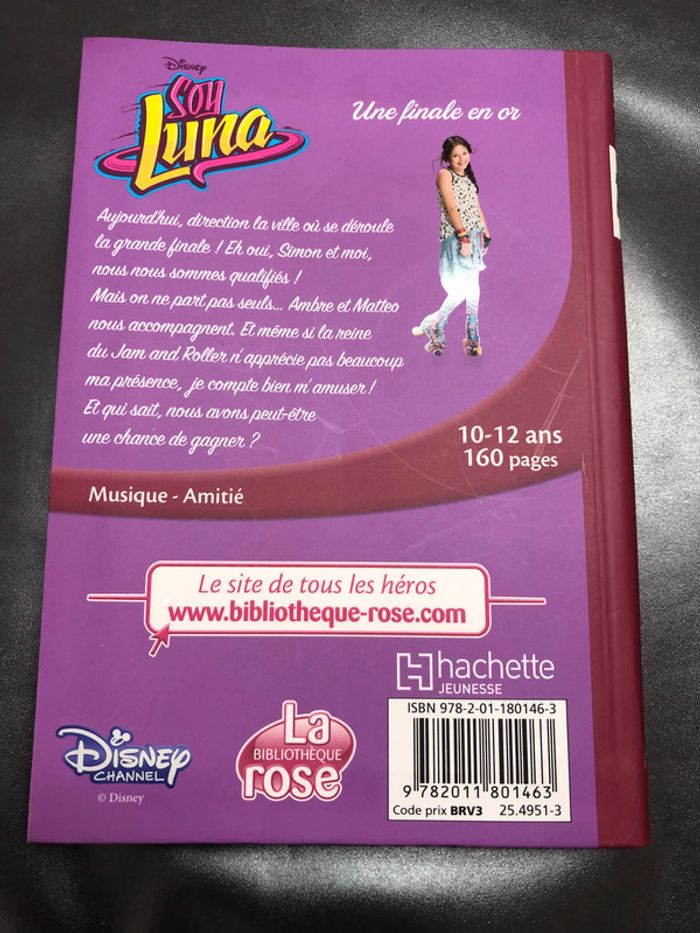 Disney
SOY
Luna
Une finale en or
Aujourd'hui, direction la ville où se déroule
la grande finale ! Eh oui, Simon et moi,
nous nous sommes qualifiés !
Mais on ne part pas seuls... Ambre et Matteo
nous accompagnent. Et même si la reine
du Jam and Roller n'apprécie pas beaucoup
ma présence, je compte bien m'amuser !
Et qui sait, nous avons peut-être
une chance de gagner ?
10-12 ans
160 pages
Musique - Amitié
Le site de tous les héros
www.bibliotheque-rose.com
hachette
JEUNESSE
ISBN 978-2-01-180146-3
9 782011 801463
Code prix BRV3 25.4951-3
La
BIBLIOTHÈQUE
rose
Disney
CHANNEL
© Disney